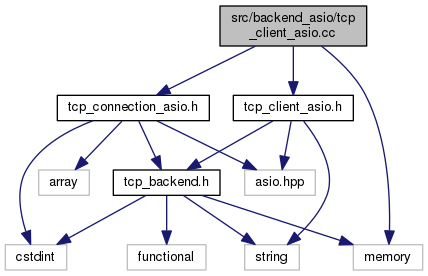 src/backend_asio/tcp
_client_asio.cc
tcp_connection_asio.h
tcp_client_asio.h
array
tcp_backend.h
asio.hpp
cstdint
functional
string
memory